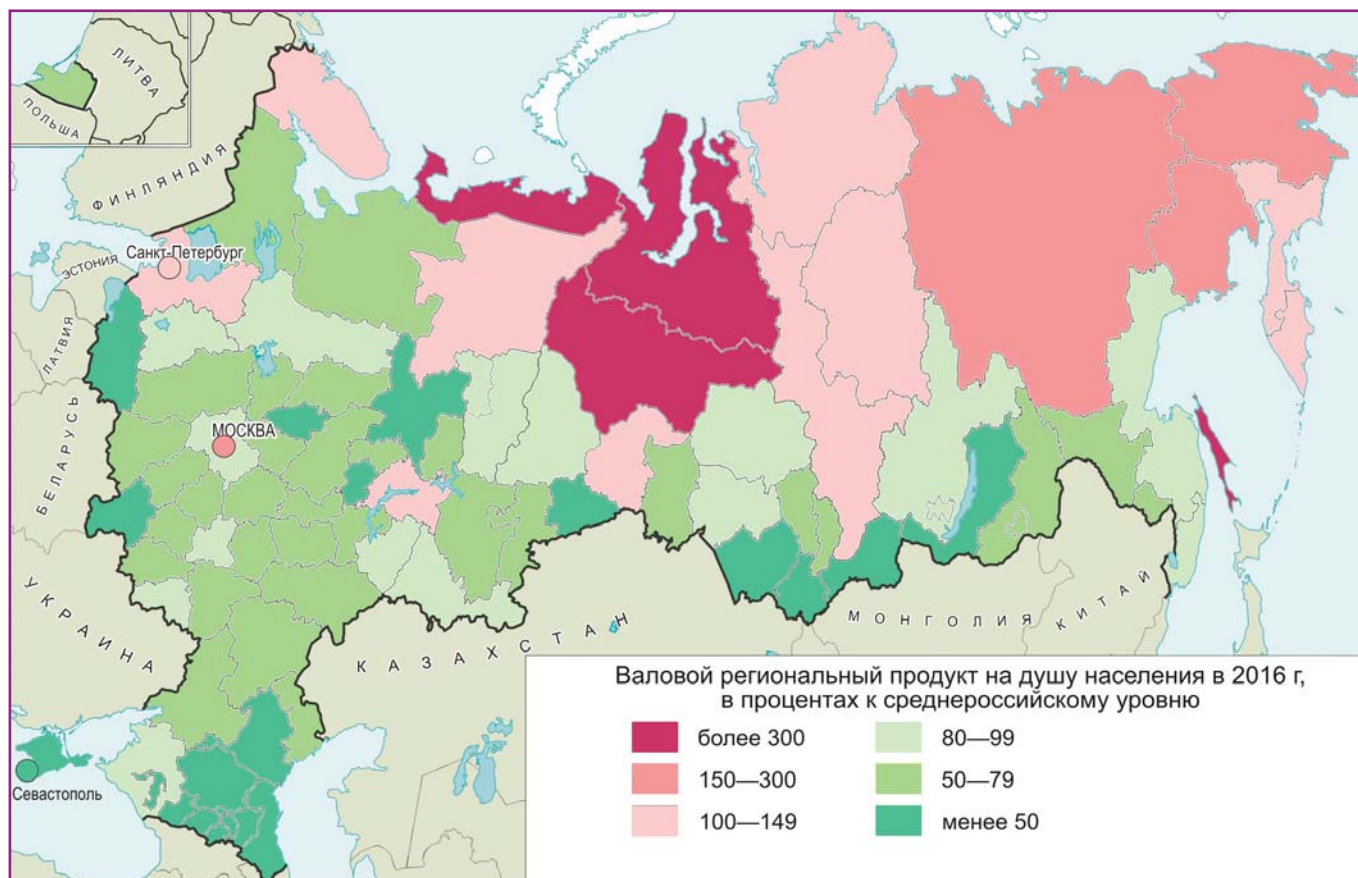 ЛИТВА
ПОЛЬША
ФИНЛЯНДИЯ
Санкт-Петербург
ЭСТОНИЯ
ЛАТВИЯ
БЕЛАРУСЬ
МОСКВА
УКРАИНА
КАЗАХСТАН
МОНГОЛИЯ
КИТАЙ
Севастополь
Валовой региональный продукт на душу населения в 2016 г,
в процентах к среднероссийскому уровню
более 300
150—300
100—149
80—99
50—79
менее 50